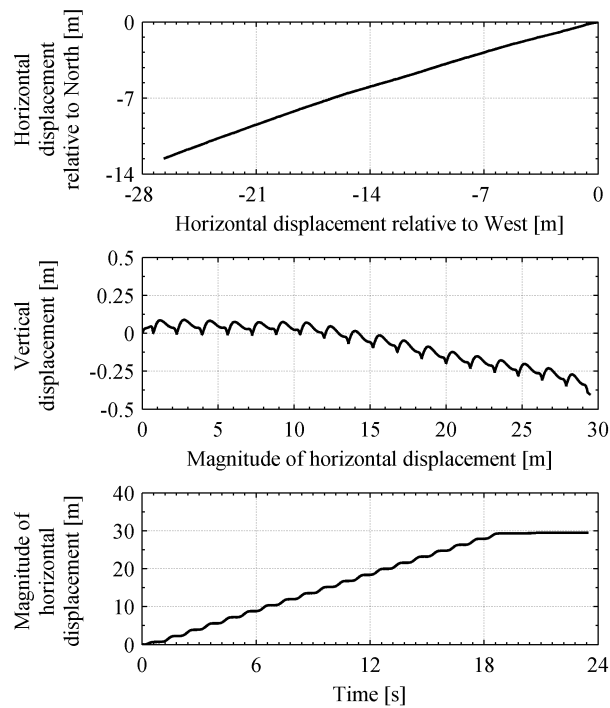 Horizontal
displacement
relative to North [m]
0
-7
-14
-28 -21 -14 -7 0
Horizontal displacement relative to West [m]
Vertical
displacement [m]
0.5
0.25
0
-0.25
-0.5
0 5 10 15 20 25 30
Magnitude of horizontal displacement [m]
Magnitude of
horizontal
displacement [m]
40
30
20
10
0
0 6 12 18 24
Time [s]